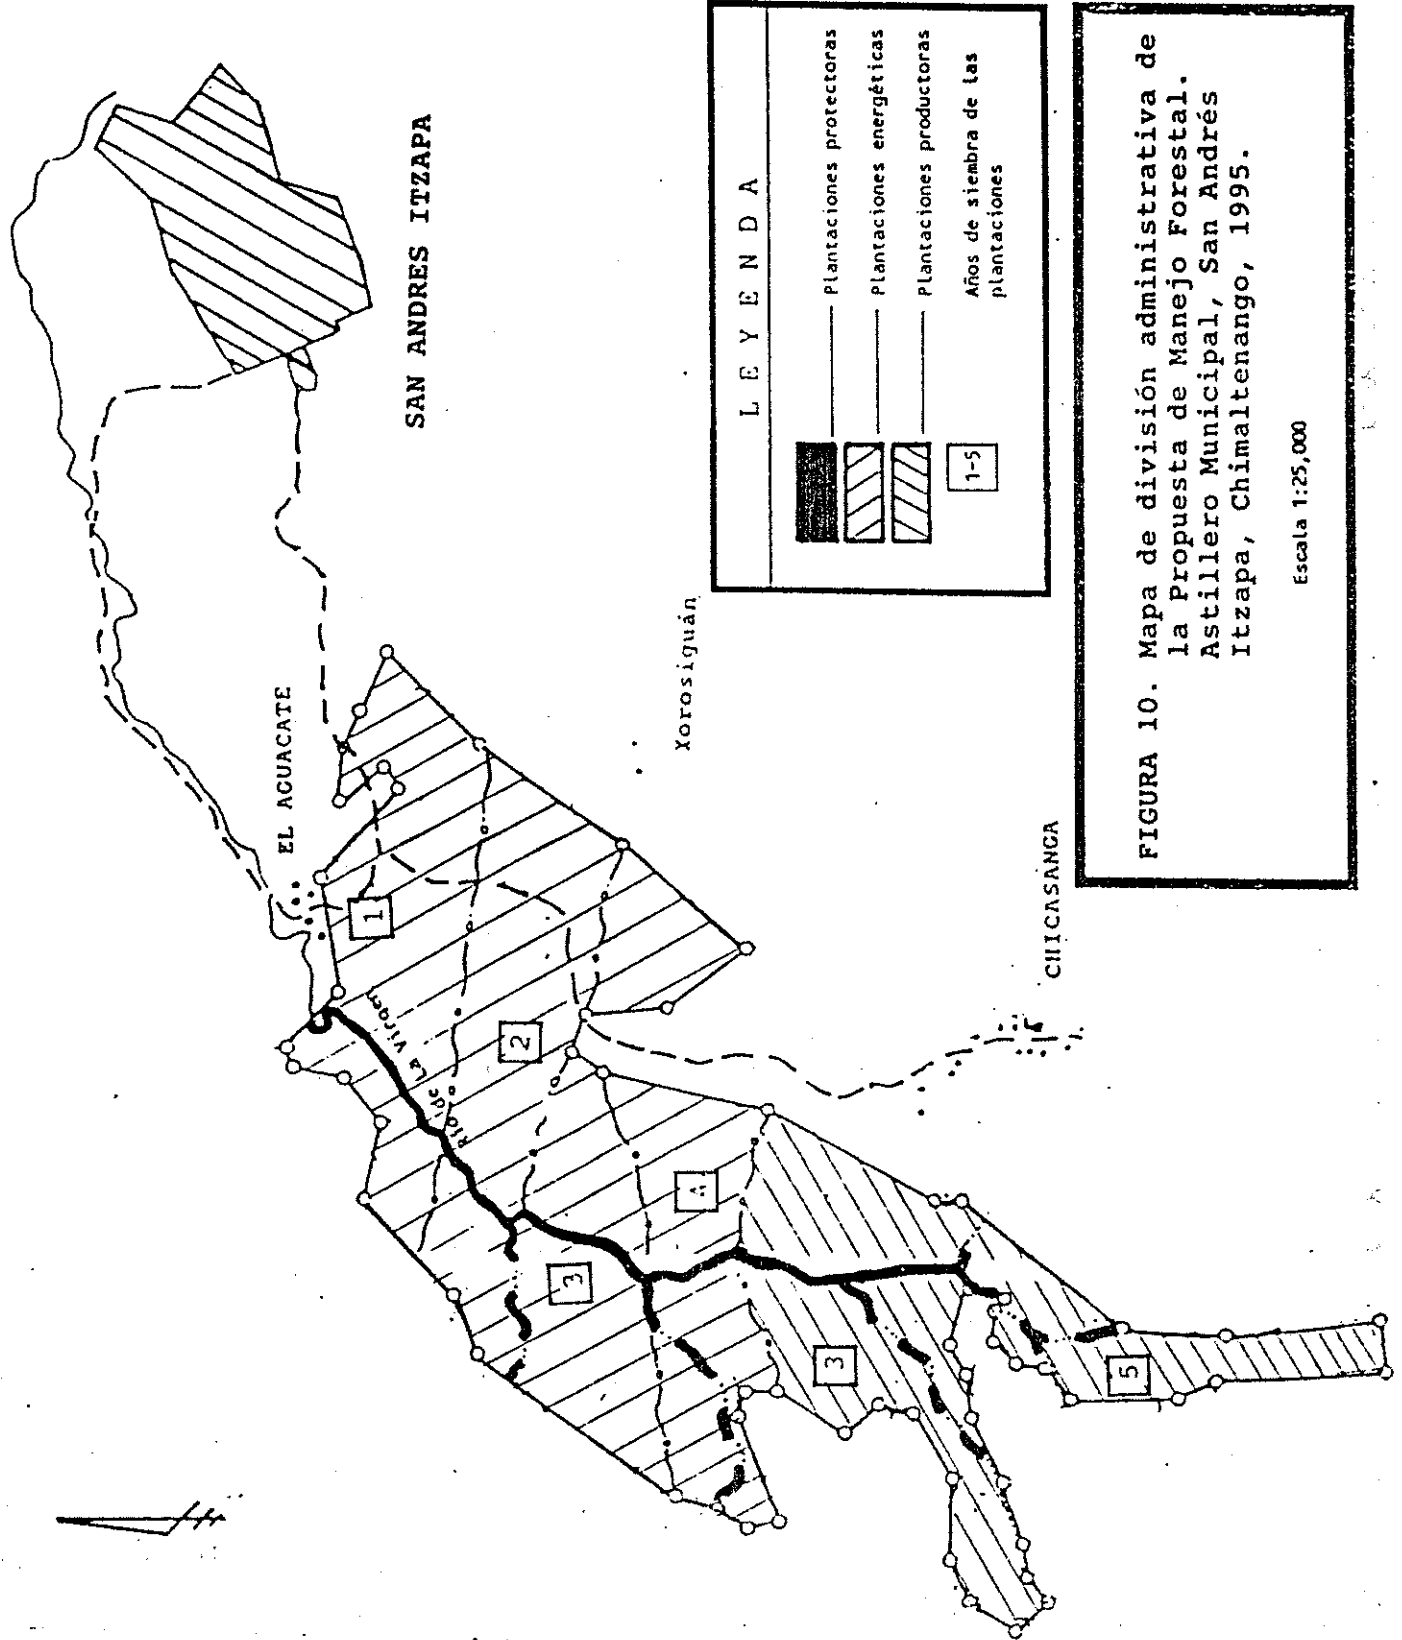 SAN ANDRES ITZAPA
EL AGUACATE
Xorosiquán
CHICASANGA
Río de La Virgen
1
2
3
4
3
5
L E Y E N D A
Plantaciones protectoras
Plantaciones energéticas
Plantaciones productoras
1-5
Años de siembra de las
plantaciones
FIGURA 10. Mapa de división administrativa de
la Propuesta de Manejo Forestal.
Astillero Municipal, San Andrés
Itzapa, Chimaltenango, 1995.
Escala 1:25,000